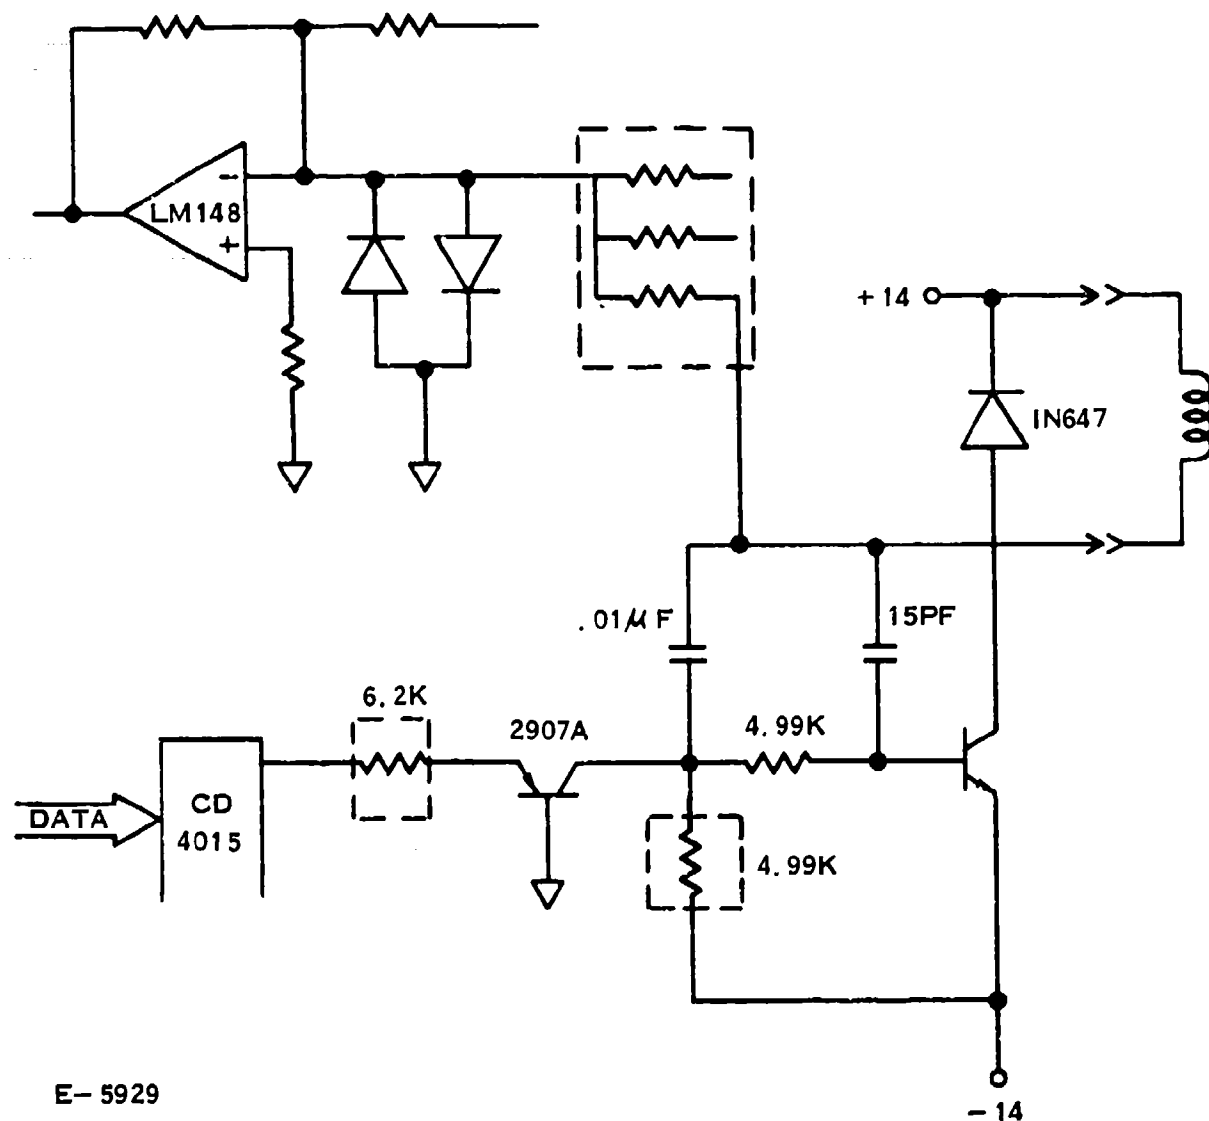 -
LM148
+
+14
IN647
.01μF
15PF
6.2K
2907A
4.99K
DATA
CD
4015
4.99K
E-5929
-14